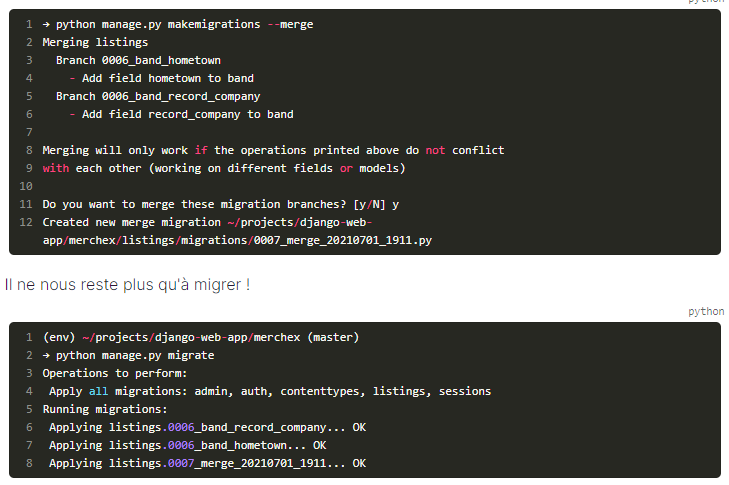 python
1 → python manage.py makemigrations --merge
2 Merging listings
3   Branch 0006_band_hometown
4     - Add field hometown to band
5   Branch 0006_band_record_company
6     - Add field record_company to band
7
8 Merging will only work if the operations printed above do not conflict
9 with each other (working on different fields or models)
10
11 Do you want to merge these migration branches? [y/N] y
12 Created new merge migration ~/projects/django-web-
app/merchex/listings/migrations/0007_merge_20210701_1911.py
Il ne nous reste plus qu'à migrer !
python
1 (env) ~/projects/django-web-app/merchex (master)
2 → python manage.py migrate
3 Operations to perform:
4  Apply all migrations: admin, auth, contenttypes, listings, sessions
5 Running migrations:
6  Applying listings.0006_band_record_company... OK
7  Applying listings.0006_band_hometown... OK
8  Applying listings.0007_merge_20210701_1911... OK